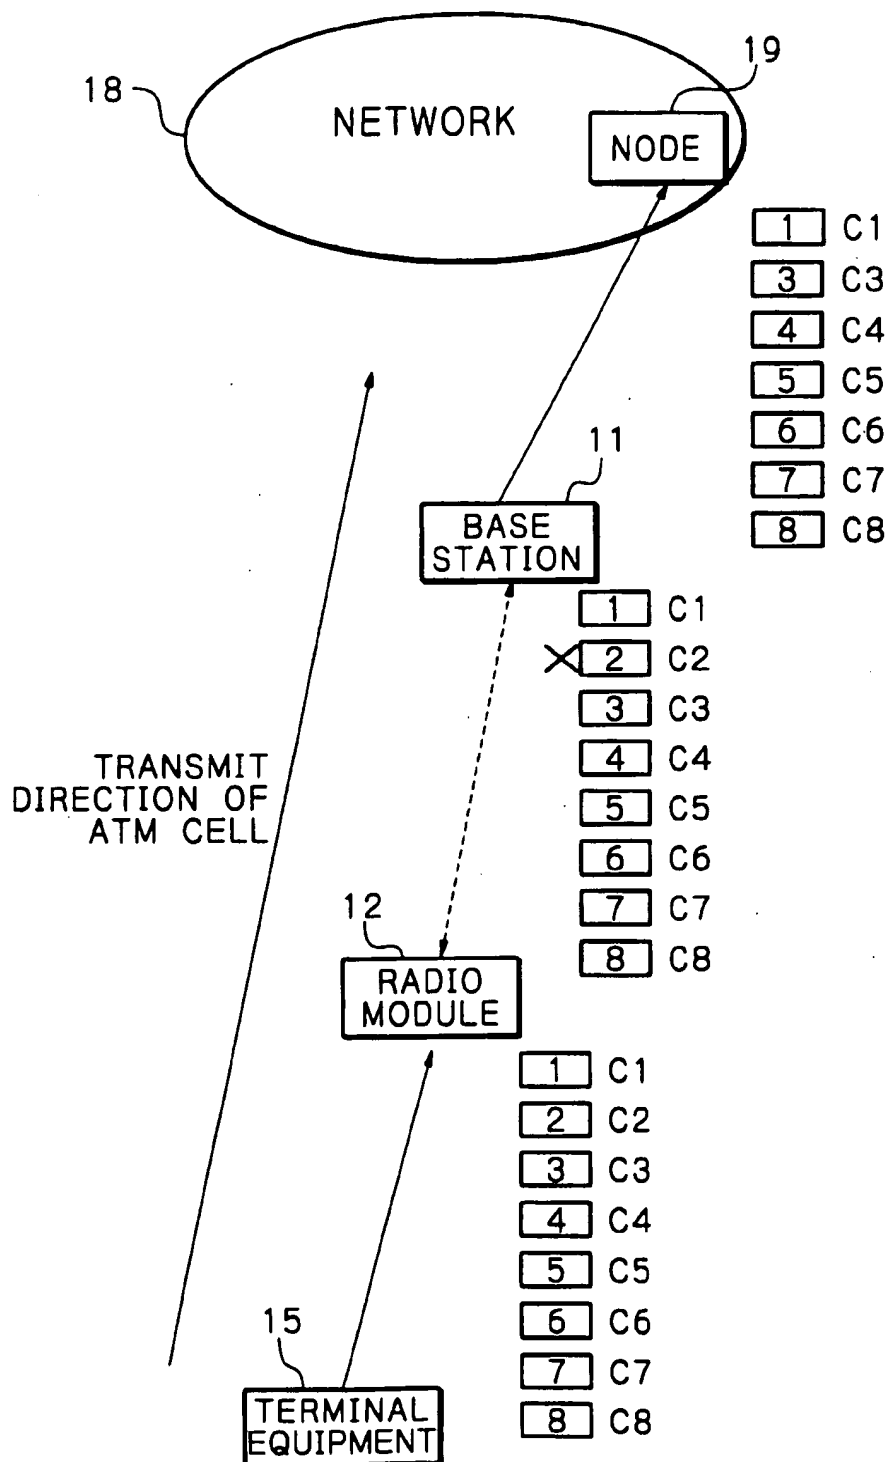 19
18
NETWORK
NODE
1 C1
3 C3
4 C4
5 C5
6 C6
7 C7
8 C8
11
BASE
STATION
1 C1
2 C2
3 C3
4 C4
5 C5
6 C6
7 C7
8 C8
TRANSMIT
DIRECTION OF
ATM CELL
12
RADIO
MODULE
1 C1
2 C2
3 C3
4 C4
5 C5
6 C6
7 C7
8 C8
15
TERMINAL
EQUIPMENT